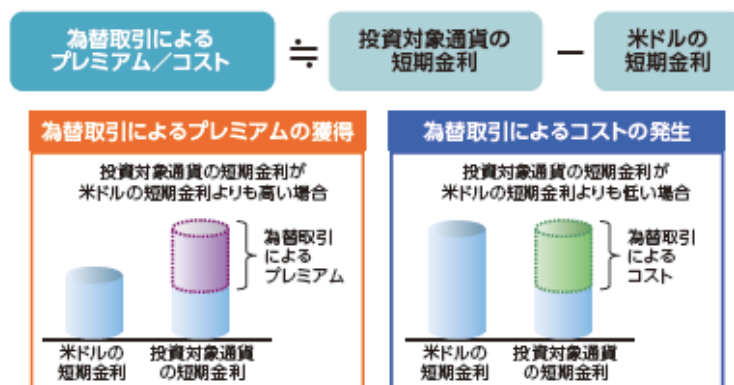 為替取引による
プレミアム／コスト
≒
投資対象通貨の
短期金利
－
米ドルの
短期金利
為替取引によるプレミアムの獲得
投資対象通貨の短期金利が
米ドルの短期金利よりも高い場合
為替取引
による
プレミアム
米ドルの
短期金利
投資対象通貨
の短期金利
為替取引によるコストの発生
投資対象通貨の短期金利が
米ドルの短期金利よりも低い場合
為替取引
による
コスト
米ドルの
短期金利
投資対象通貨
の短期金利